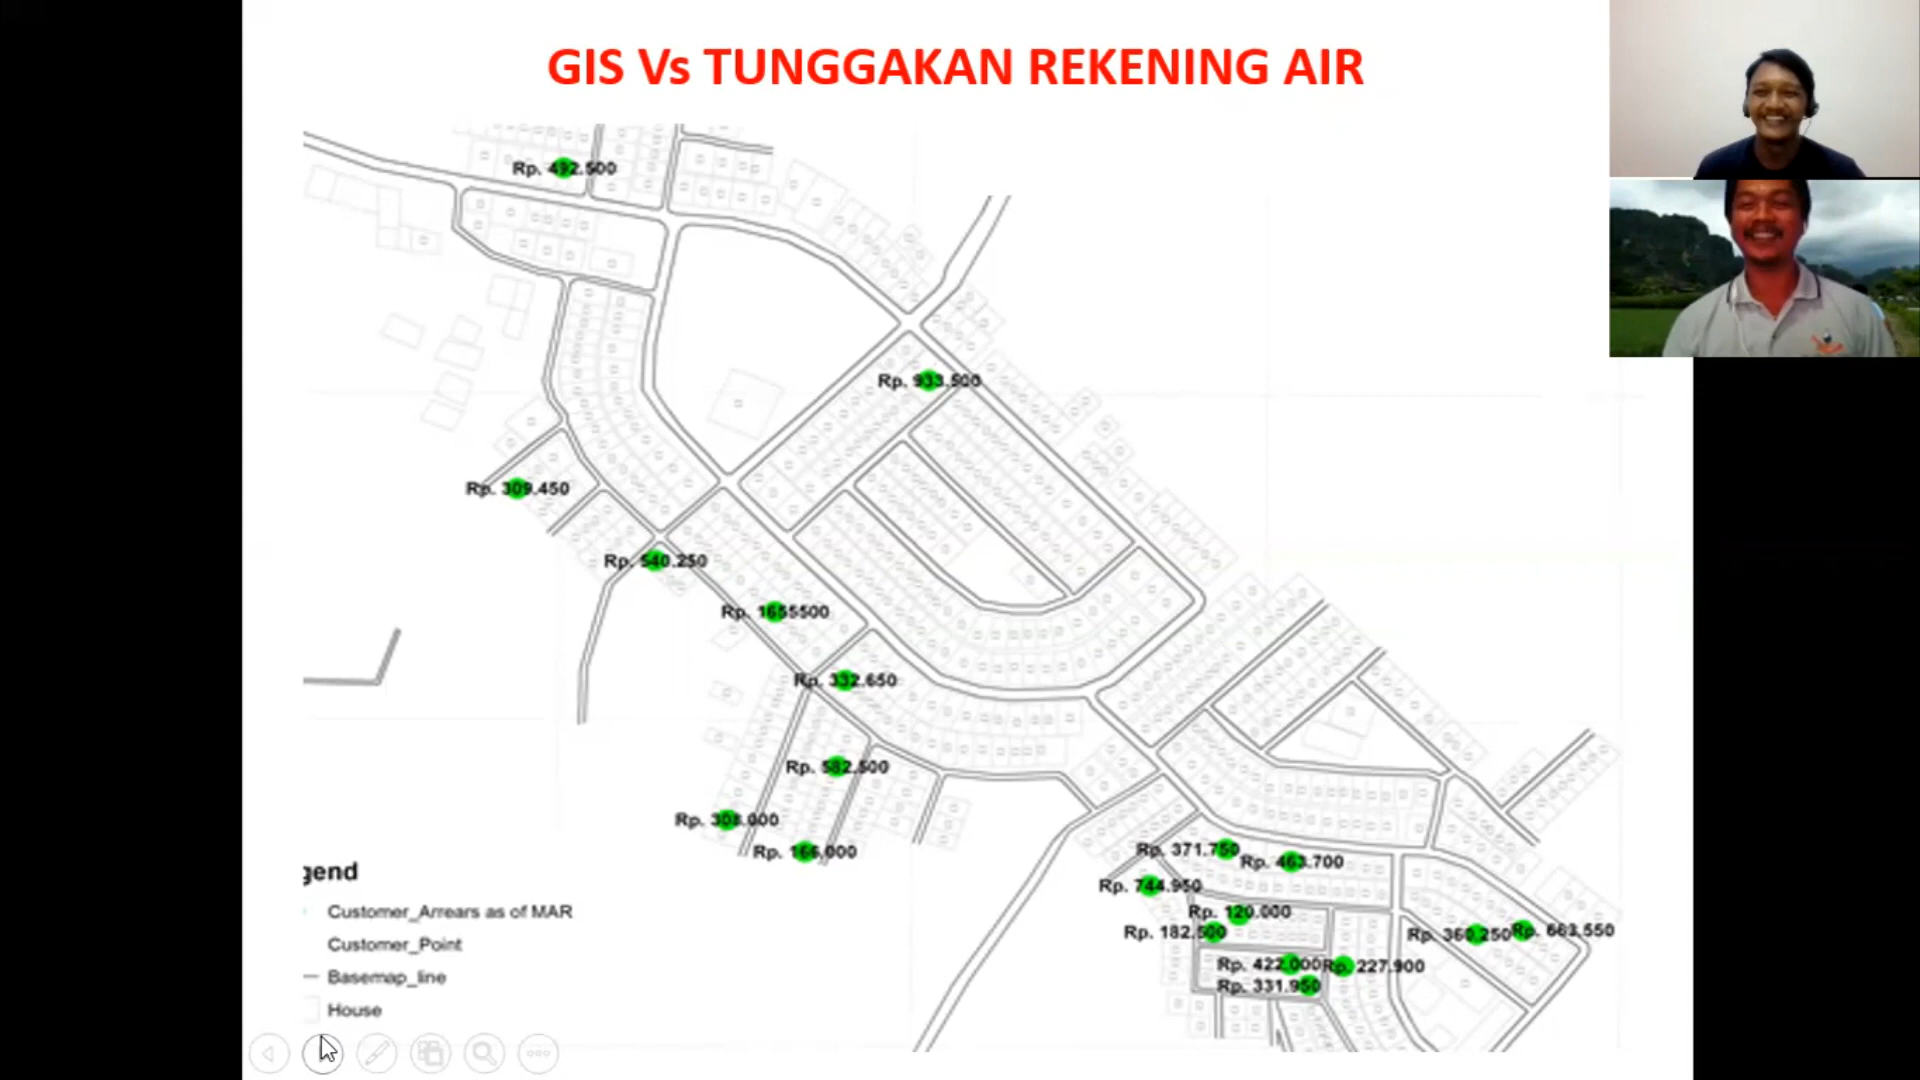 GIS Vs TUNGGAKAN REKENING AIR
Rp. 492.500
Rp. 933.500
Rp. 309.450
Rp. 540.250
Rp. 1655500
Rp. 332.650
Rp. 582.500
Rp. 308.000
Rp. 166,000
Rp. 371.750
Rp. 463.700
Rp. 744.950
Rp. 120.000
Rp. 182.500
Rp. 360.250
Rp. 663.550
Rp. 422.000
Rp. 227.900
Rp. 331.950
gend
Customer_Arrears as of MAR
Customer_Point
Basemap_line
House